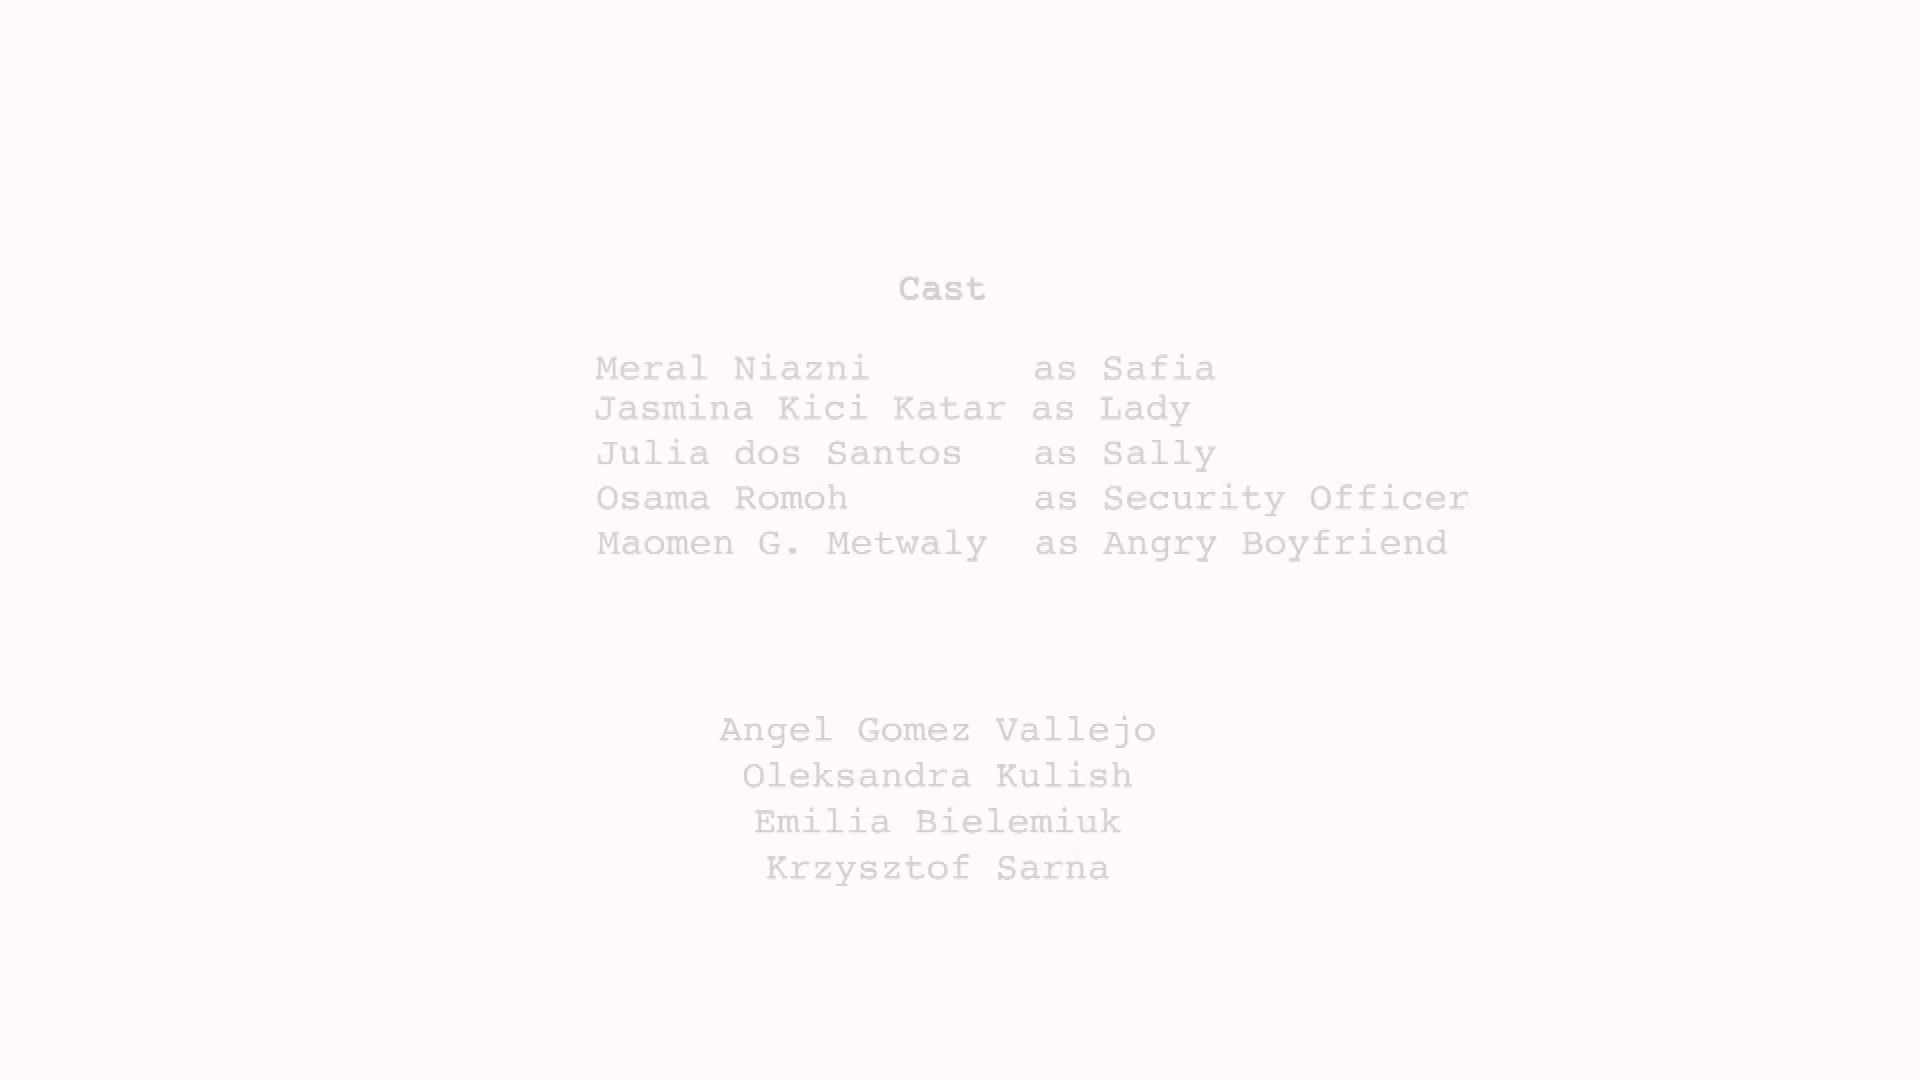 Cast
Meral Niazni as Safia
Jasmina Kici Katar as Lady
Julia dos Santos as Sally
Osama Romoh as Security Officer
Maomen G. Metwaly as Angry Boyfriend
Angel Gomez Vallejo
Oleksandra Kulish
Emilia Bielemiuk
Krzysztof Sarna